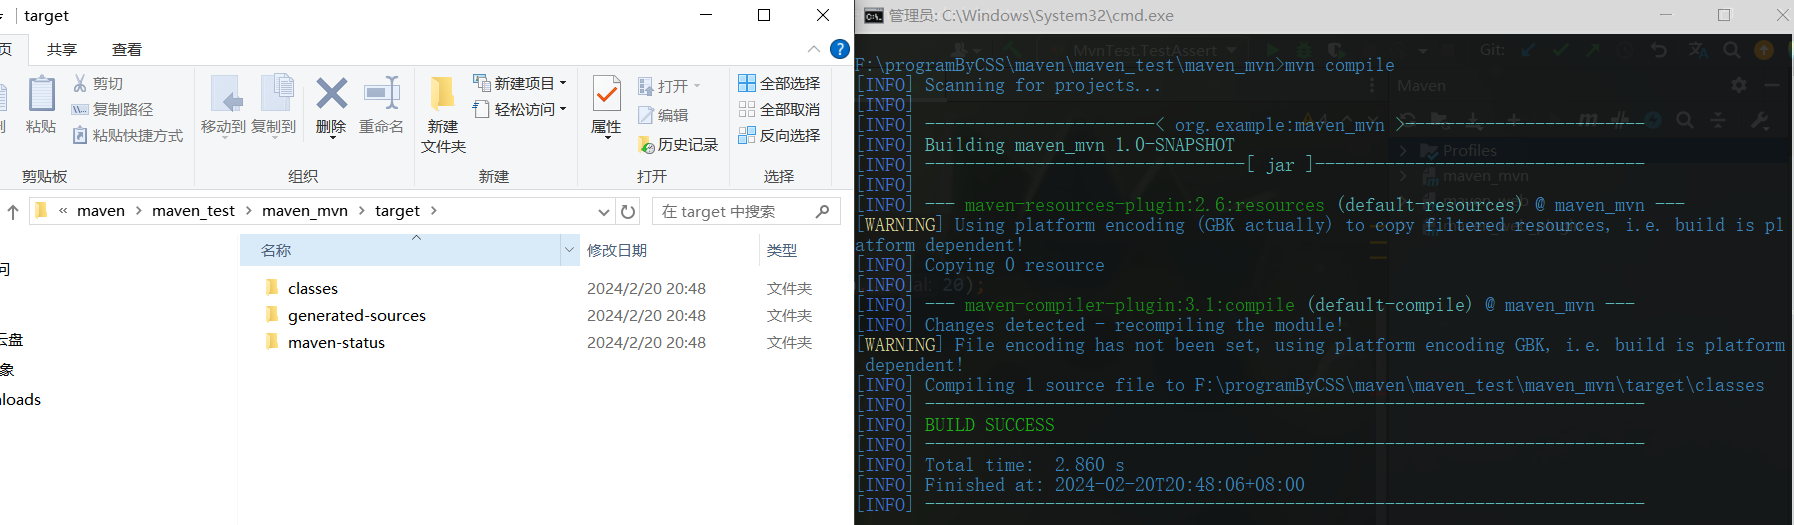 target
页 共享 查看
剪切
复制路径
粘贴快捷方式
粘贴
剪贴板
移动到 复制到 删除 重命名
组织
新建项目
轻松访问
新建
文件夹
新建
属性
打开
编辑
历史记录
打开
全部选择
全部取消
反向选择
选择
« maven > maven_test > maven_mvn > target >
在 target 中搜索
名称 修改日期 类型
classes 2024/2/20 20:48 文件夹
generated-sources 2024/2/20 20:48 文件夹
maven-status 2024/2/20 20:48 文件夹
问
云盘
象
nloads
管理员: C:\Windows\System32\cmd.exe
MvnTest.TestAssert
Git:
Maven
Profiles
maven_mvn
F:\programByCSS\maven\maven_test\maven_mvn>mvn compile
[INFO] Scanning for projects...
[INFO]
[INFO] -----------------------< org.example:maven_mvn >------------------------
[INFO] Building maven_mvn 1.0-SNAPSHOT
[INFO] --------------------------------[ jar ]---------------------------------
[INFO]
[INFO] --- maven-resources-plugin:2.6:resources (default-resources) @ maven_mvn ---
[WARNING] Using platform encoding (GBK actually) to copy filtered resources, i.e. build is pl
atform dependent!
[INFO] Copying 0 resource
[INFO]
[INFO] --- maven-compiler-plugin:3.1:compile (default-compile) @ maven_mvn ---
[INFO] Changes detected - recompiling the module!
[WARNING] File encoding has not been set, using platform encoding GBK, i.e. build is platform
dependent!
[INFO] Compiling 1 source file to F:\programByCSS\maven\maven_test\maven_mvn\target\classes
[INFO] ------------------------------------------------------------------------
[INFO] BUILD SUCCESS
[INFO] ------------------------------------------------------------------------
[INFO] Total time:  2.860 s
[INFO] Finished at: 2024-02-20T20:48:06+08:00
[INFO] ------------------------------------------------------------------------